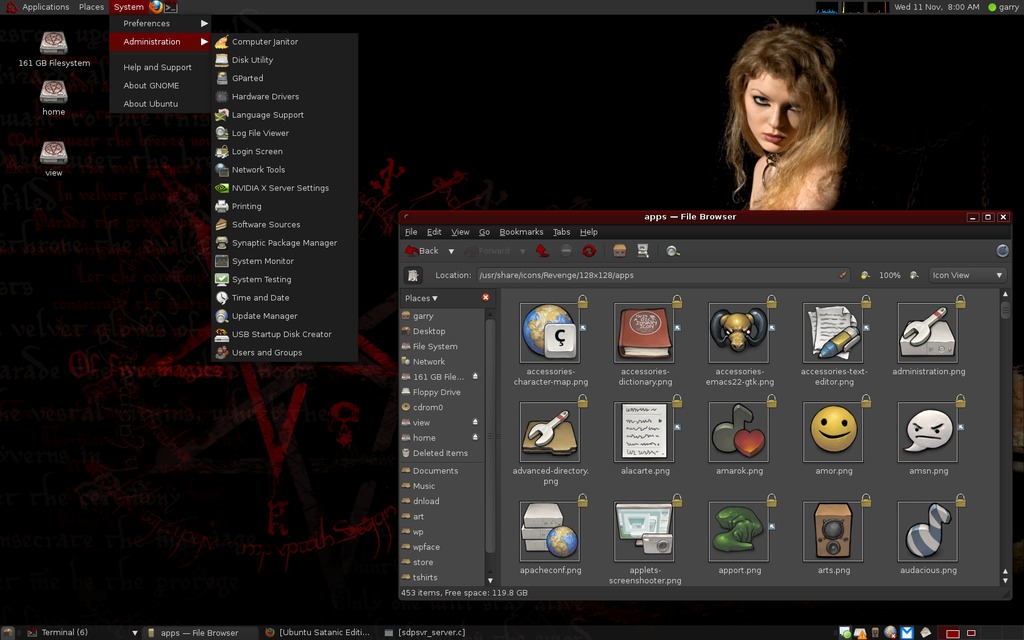 Applications Places System
Wed 11 Nov, 8:00 AM garry
Preferences
Administration
Help and Support
About GNOME
About Ubuntu
161 GB Filesystem
home
view
Computer Janitor
Disk Utility
GParted
Hardware Drivers
Language Support
Log File Viewer
Login Screen
Network Tools
NVIDIA X Server Settings
Printing
Software Sources
Synaptic Package Manager
System Monitor
System Testing
Time and Date
Update Manager
USB Startup Disk Creator
Users and Groups
apps — File Browser
File Edit View Go Bookmarks Tabs Help
Back Forward
Location: /usr/share/icons/Revenge/128x128/apps 100% Icon View
Places
garry
Desktop
File System
Network
161 GB File...
Floppy Drive
cdrom0
view
home
Deleted Items
Documents
Music
dnload
art
wp
wpface
store
tshirts
accessories-
character-map.png
accessories-
dictionary.png
accessories-
emacs22-gtk.png
accessories-text-
editor.png
administration.png
advanced-directory.
png
alacarte.png
amarok.png
amor.png
amsn.png
apacheconf.png
applets-
screenshooter.png
apport.png
arts.png
audacious.png
453 items, Free space: 119.8 GB
Terminal (6)
apps — File Browser
[Ubuntu Satanic Editi...
[sdpsvr_server.c]